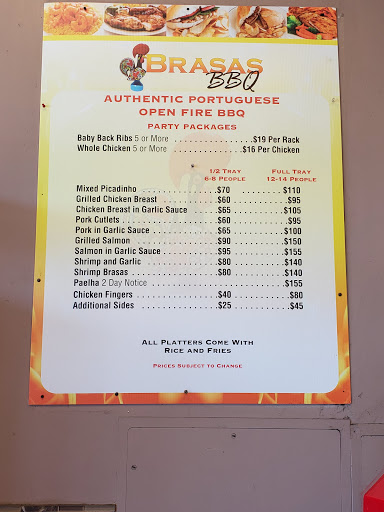 BRASAS
BBQ
AUTHENTIC PORTUGUESE
OPEN FIRE BBQ
PARTY PACKAGES
Baby Back Ribs 5 or More ..................$19 Per Rack
Whole Chicken 5 or More ..................$16 Per Chicken
1/2 TRAY FULL TRAY
6-8 PEOPLE 12-14 PEOPLE
Mixed Picadinho ..................$70 ..................$110
Grilled Chicken Breast ..................$60 ..................$95
Chicken Breast in Garlic Sauce ......$65 ..................$105
Pork Cutlets ..................$60 ..................$95
Pork in Garlic Sauce ..................$65 ..................$100
Grilled Salmon ..................$90 ..................$150
Salmon in Garlic Sauce ..................$95 ..................$155
Shrimp and Garlic ..................$80 ..................$140
Shrimp Brasas ..................$80 ..................$140
Paelha 2 Day Notice ..................$155
Chicken Fingers ..................$40 ..................$80
Additional Sides ..................$25 ..................$45
ALL PLATTERS COME WITH
RICE AND FRIES
PRICES SUBJECT TO CHANGE